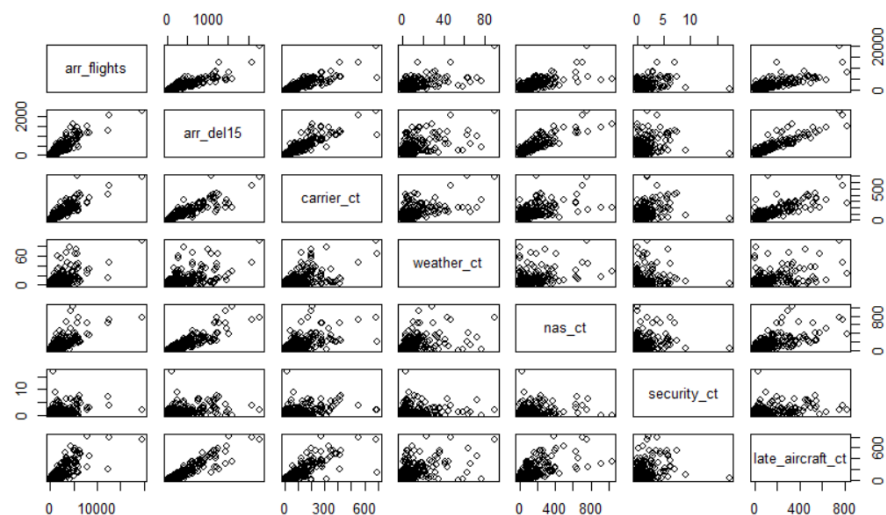 0 1000 0 40 80 0 5 10
arr_flights 0 20000
0 2000 arr_del15
carrier_ct 0 500
0 60 weather_ct
nas_ct 0 800
0 10 security_ct
late_aircraft_ct 0 600
0 10000 0 300 600 0 400 800 0 400 800